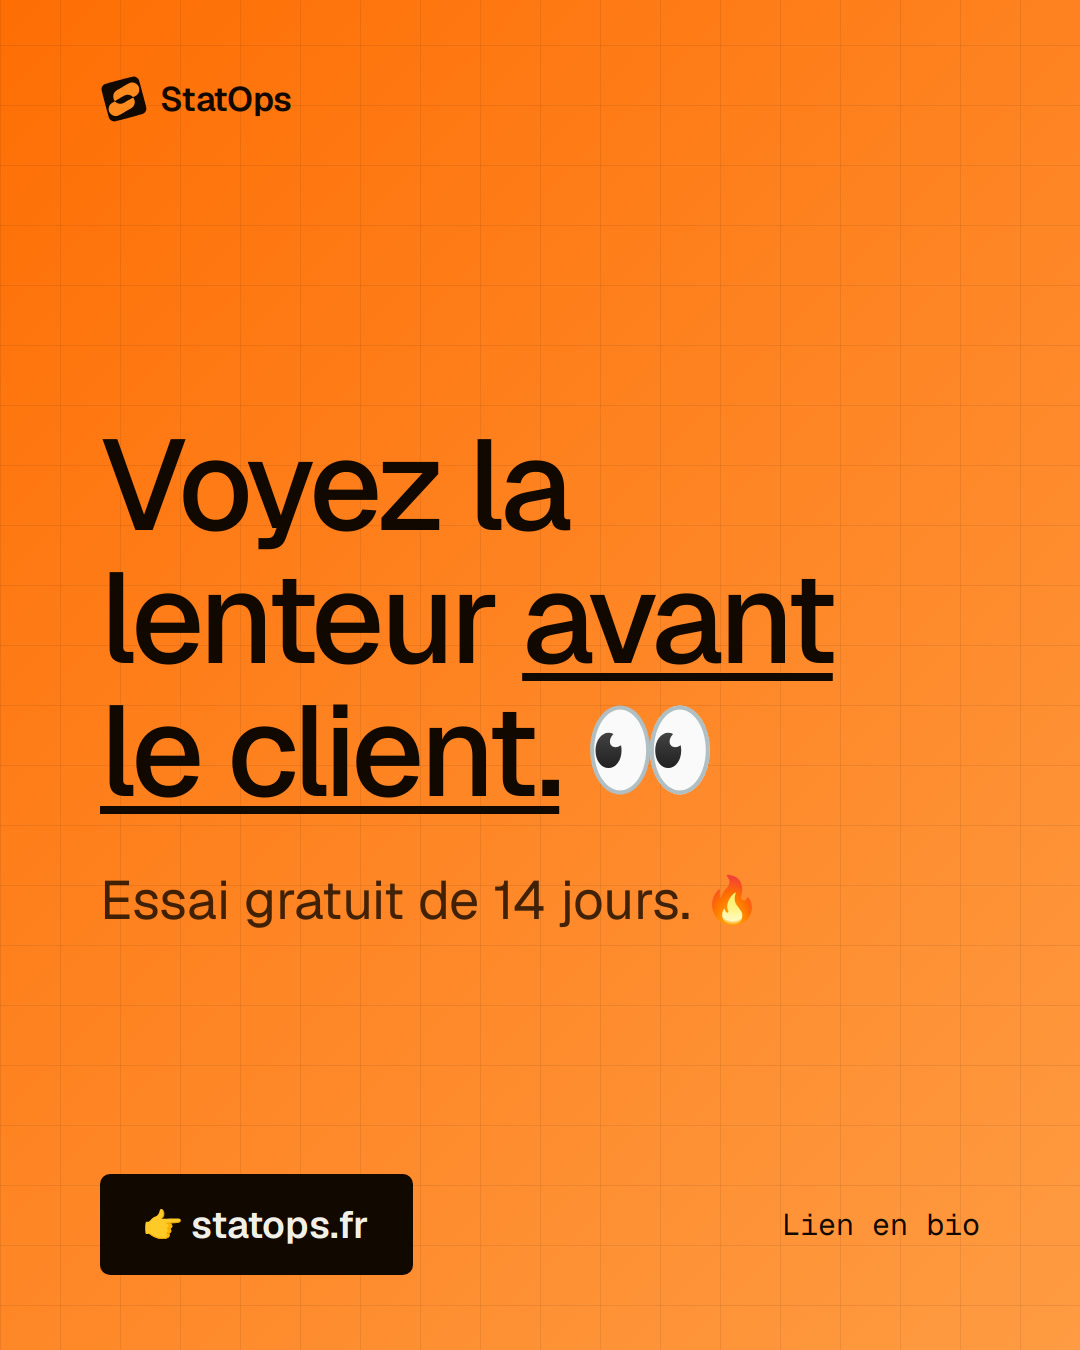 StatOps
Voyez la
lenteur avant
le client. 👀
Essai gratuit de 14 jours. 🔥
👉 statops.fr
Lien en bio